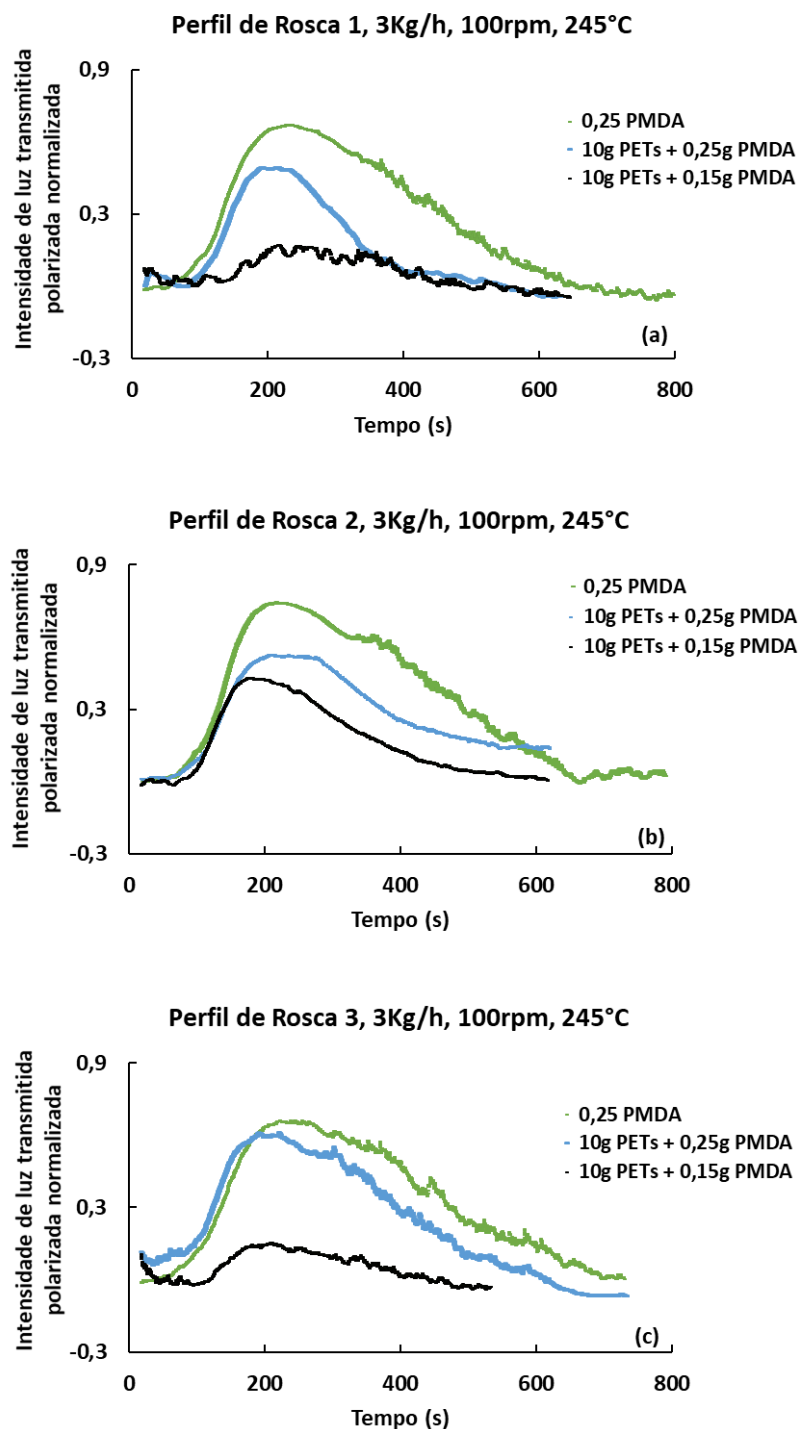 Perfil de Rosca 1, 3Kg/h, 100rpm, 245°C
Intensidade de luz transmitida
polarizada normalizada
0,9
0,3
-0,3
0,25 PMDA
10g PETs + 0,25g PMDA
10g PETs + 0,15g PMDA
(a)
0
200
400
600
800
Tempo (s)
Perfil de Rosca 2, 3Kg/h, 100rpm, 245°C
Intensidade de luz transmitida
polarizada normalizada
0,9
0,3
-0,3
0,25 PMDA
10g PETs + 0,25g PMDA
10g PETs + 0,15g PMDA
(b)
0
200
400
600
800
Tempo (s)
Perfil de Rosca 3, 3Kg/h, 100rpm, 245°C
Intensidade de luz transmitida
polarizada normalizada
0,9
0,3
-0,3
0,25 PMDA
10g PETs + 0,25g PMDA
10g PETs + 0,15g PMDA
(c)
0
200
400
600
800
Tempo (s)